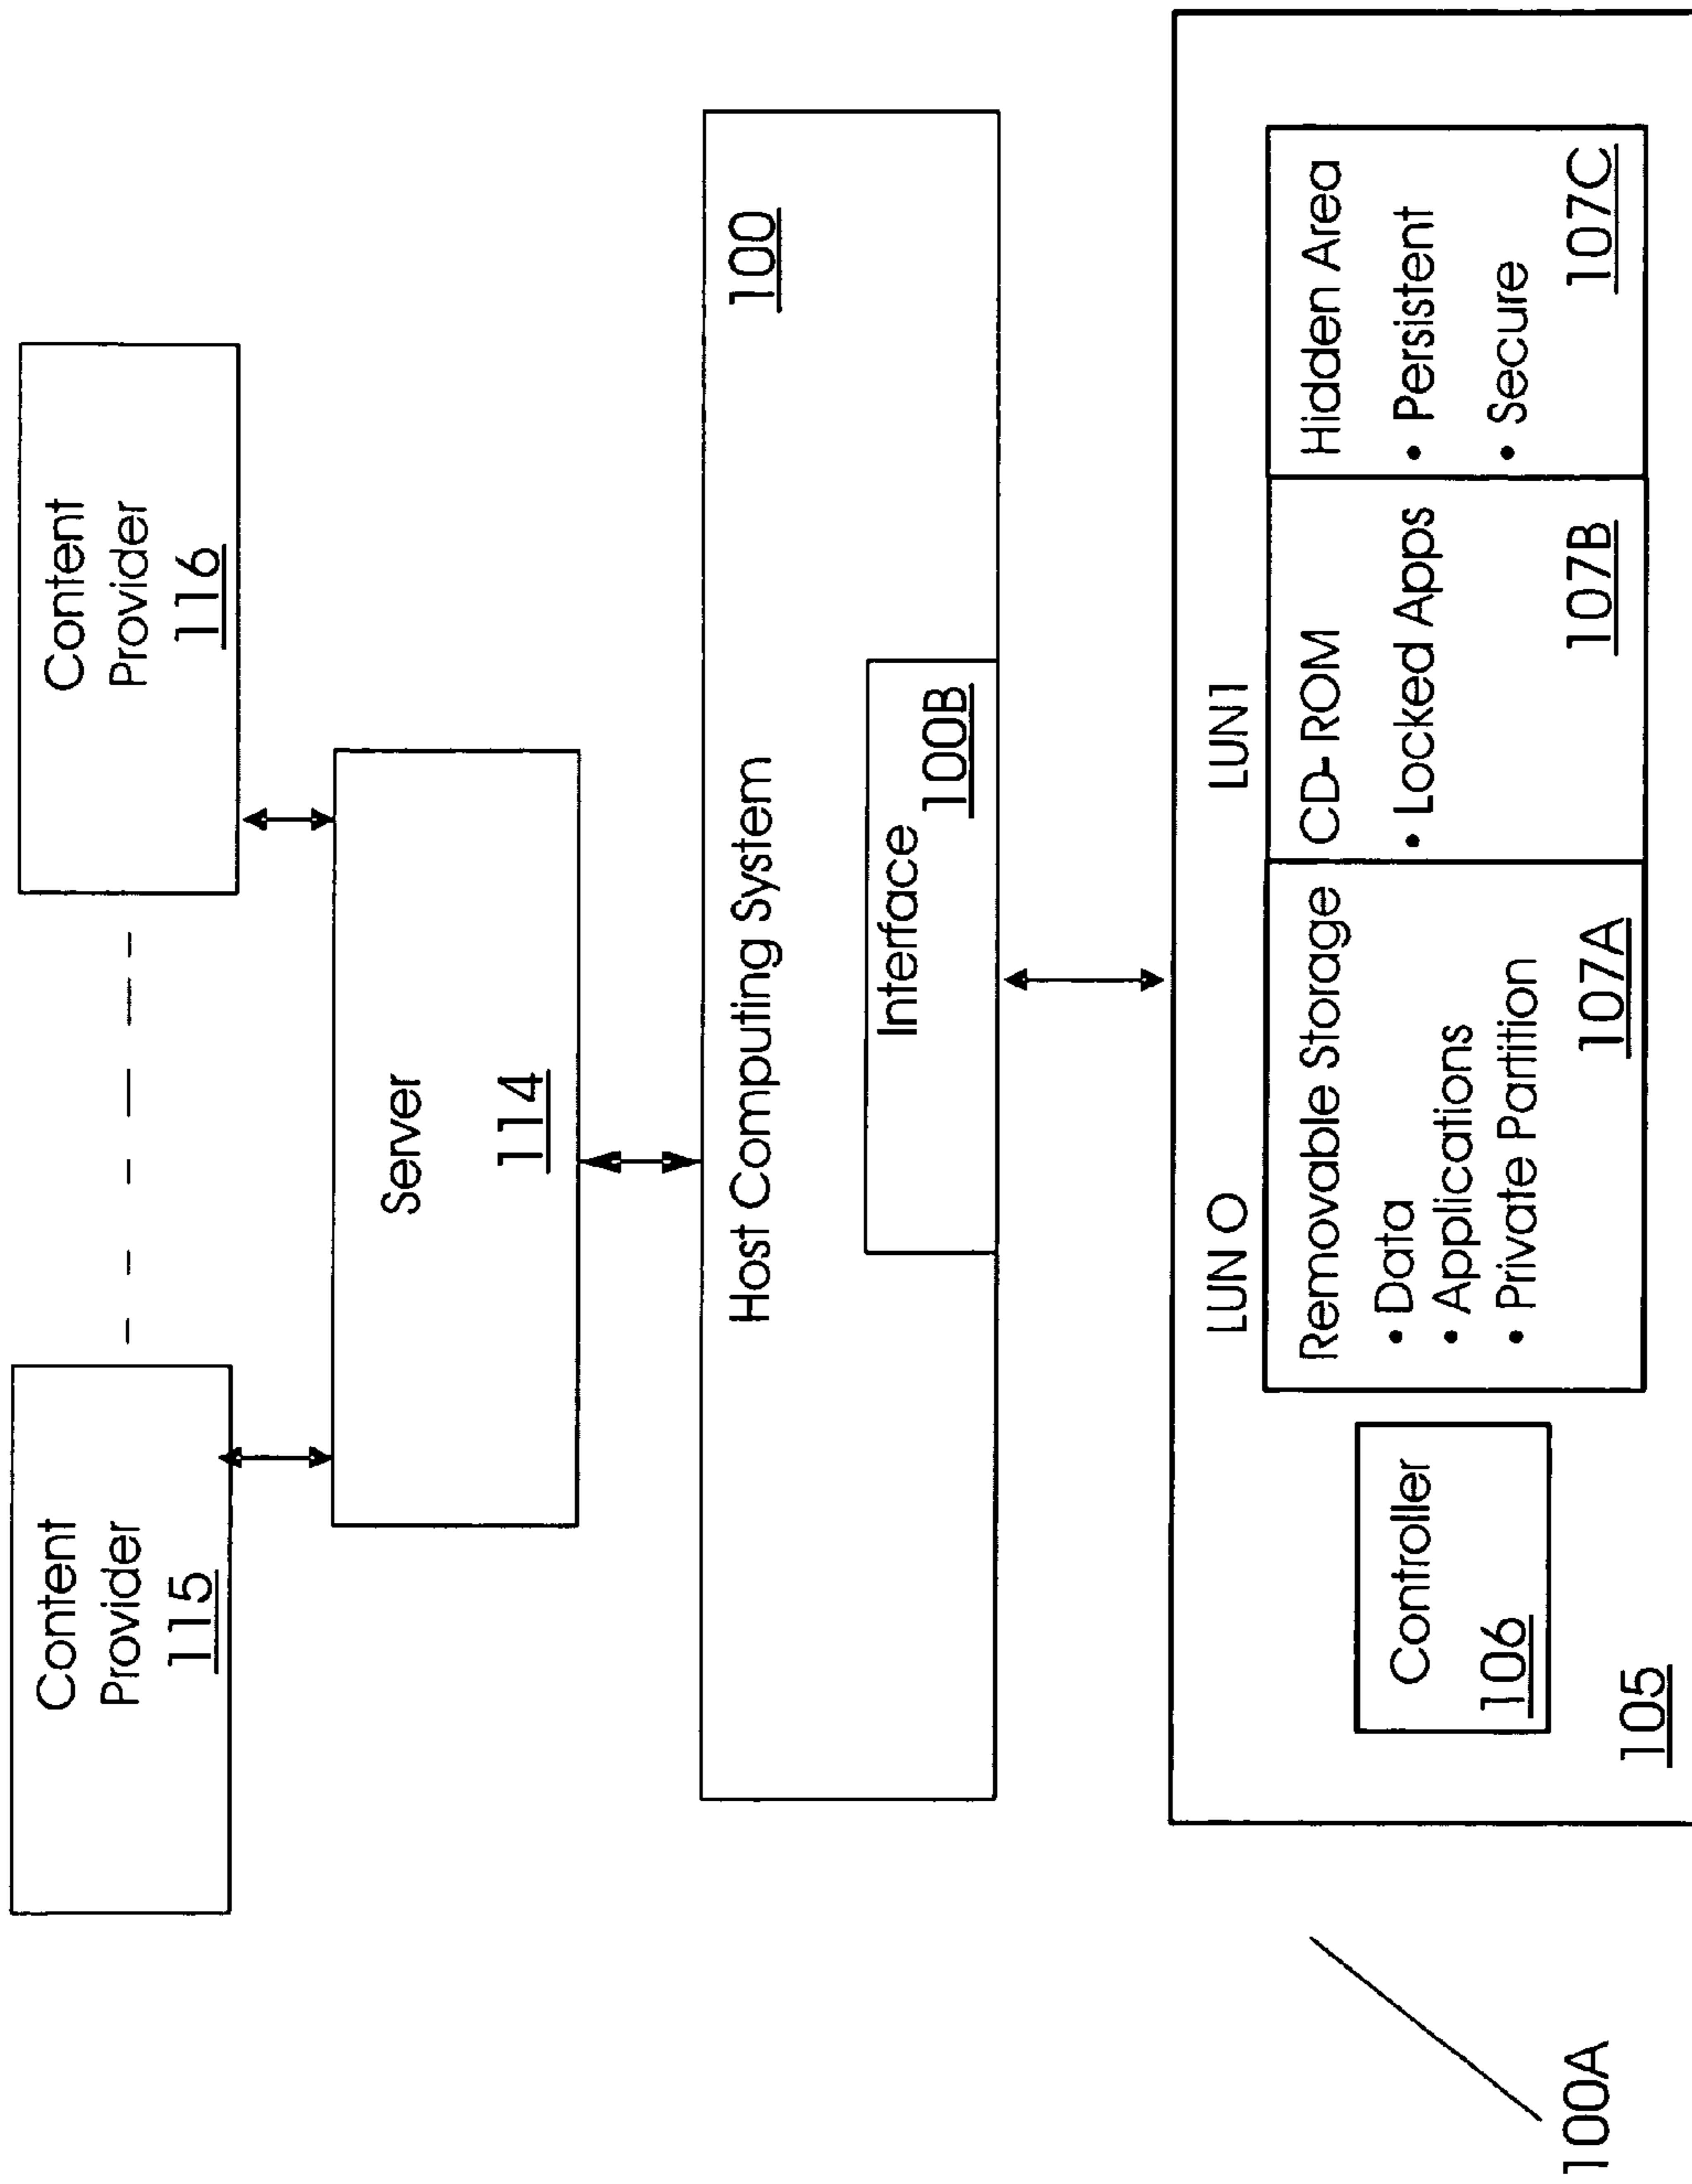 Content
Provider
115
Content
Provider
116
Server
114
Host Computing System
100
Interface
100B
LUN O
LUN1
Removable Storage
• Data
• Applications
• Private Partition
107A
CD-ROM
• Locked Apps
107B
Hidden Area
• Persistent
• Secure
107C
Controller
106
105
100A